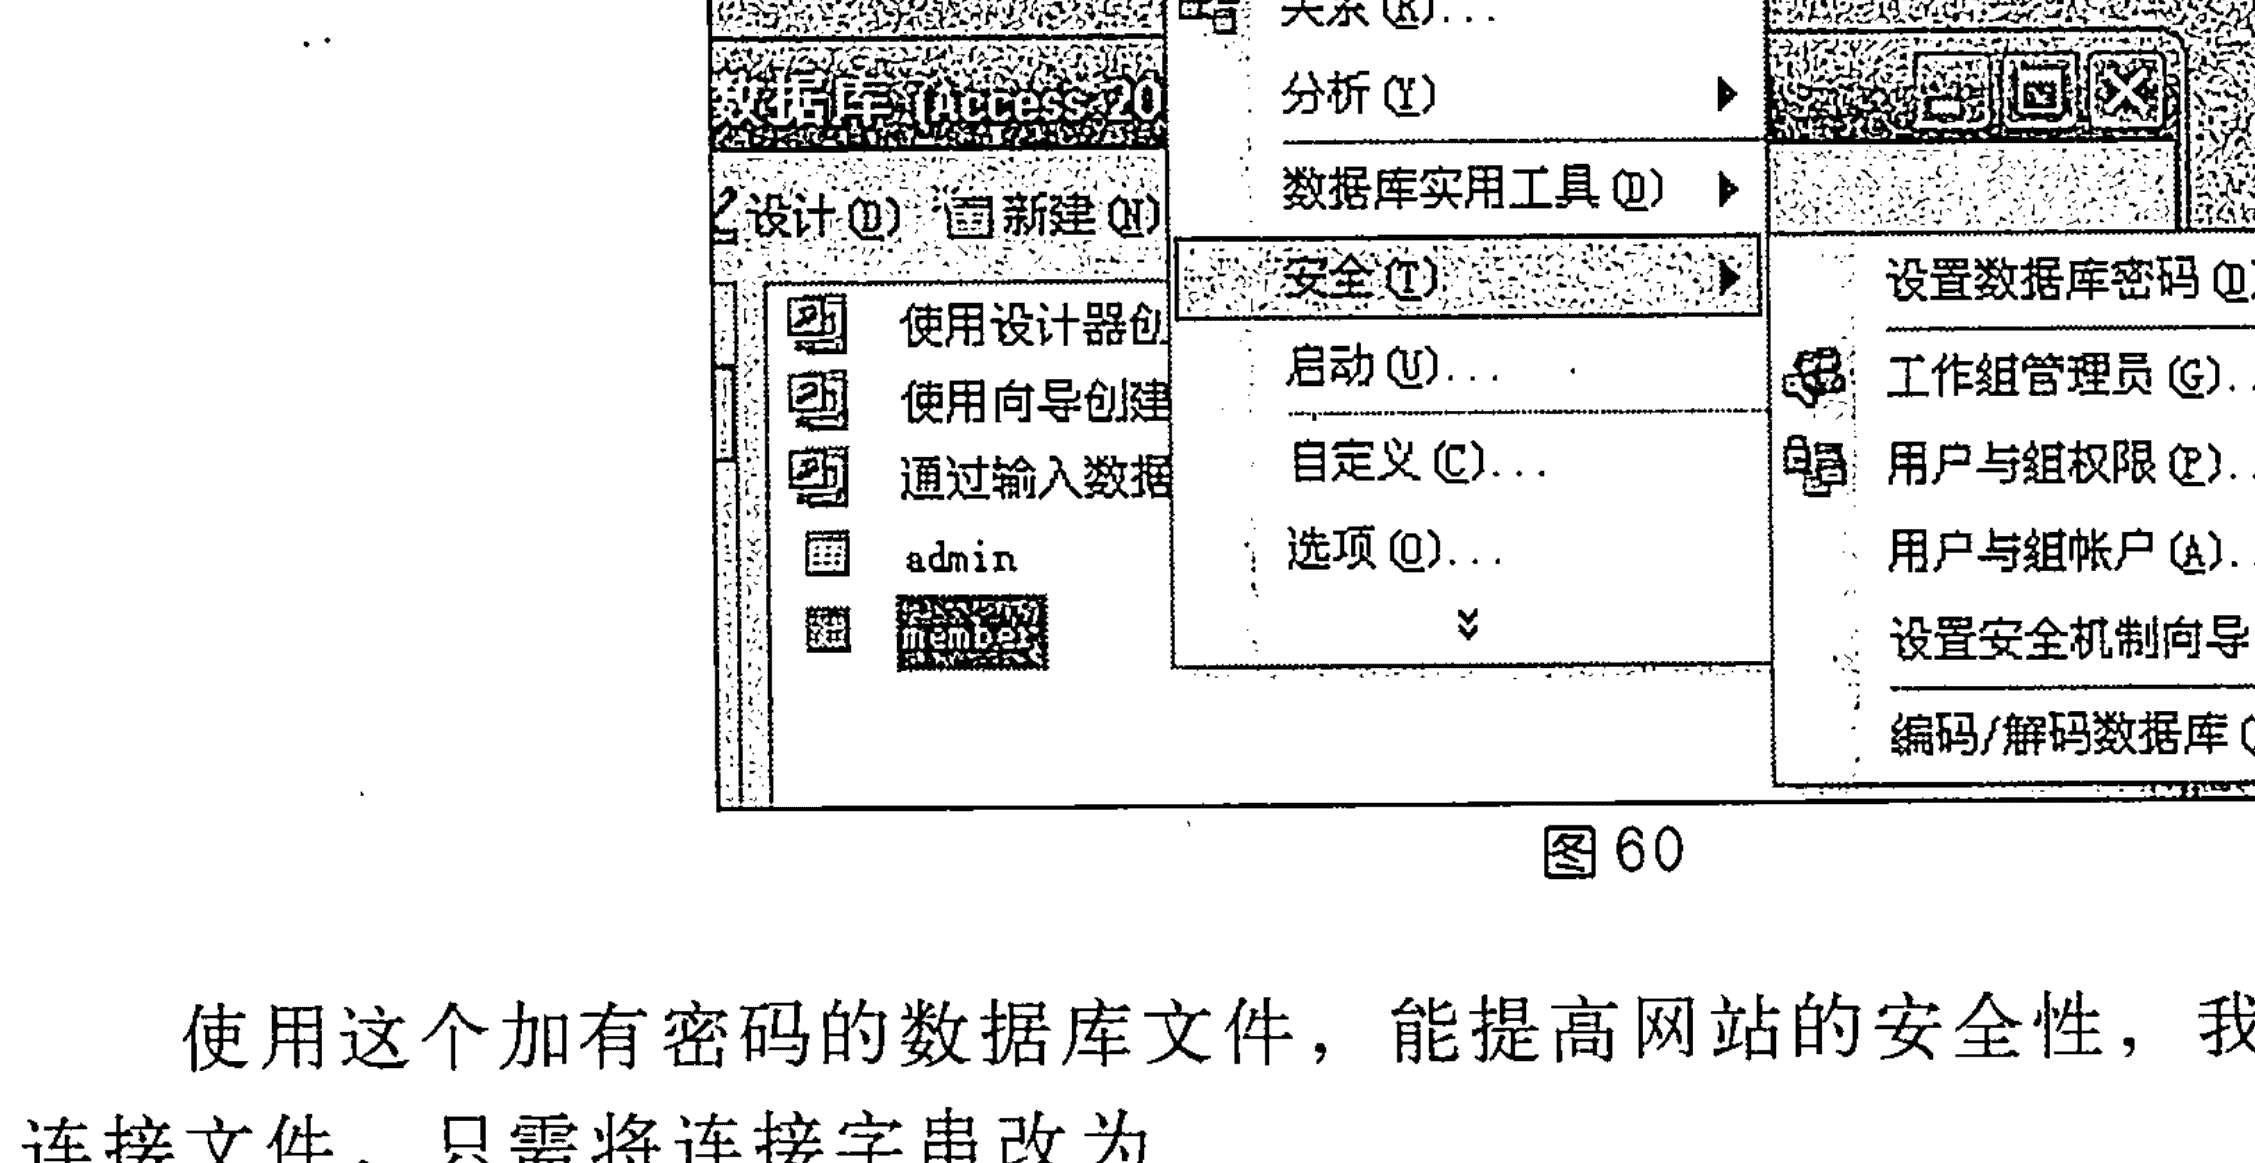 关系(R)...
数据库 (Access 20
分析(Y)
数据库实用工具(D)
设计(D) 新建(N)
安全(T)
设置数据库密码(D)
使用设计器创
启动(U)...
工作组管理员(G)..
使用向导创建
自定义(C)...
用户与组权限(P)..
通过输入数据
选项(O)...
用户与组帐户(A)..
admin
member
设置安全机制向导
编码/解码数据库(
图 60
使用这个加有密码的数据库文件，能提高网站的安全性，我
连接文件，只需将连接字串改为